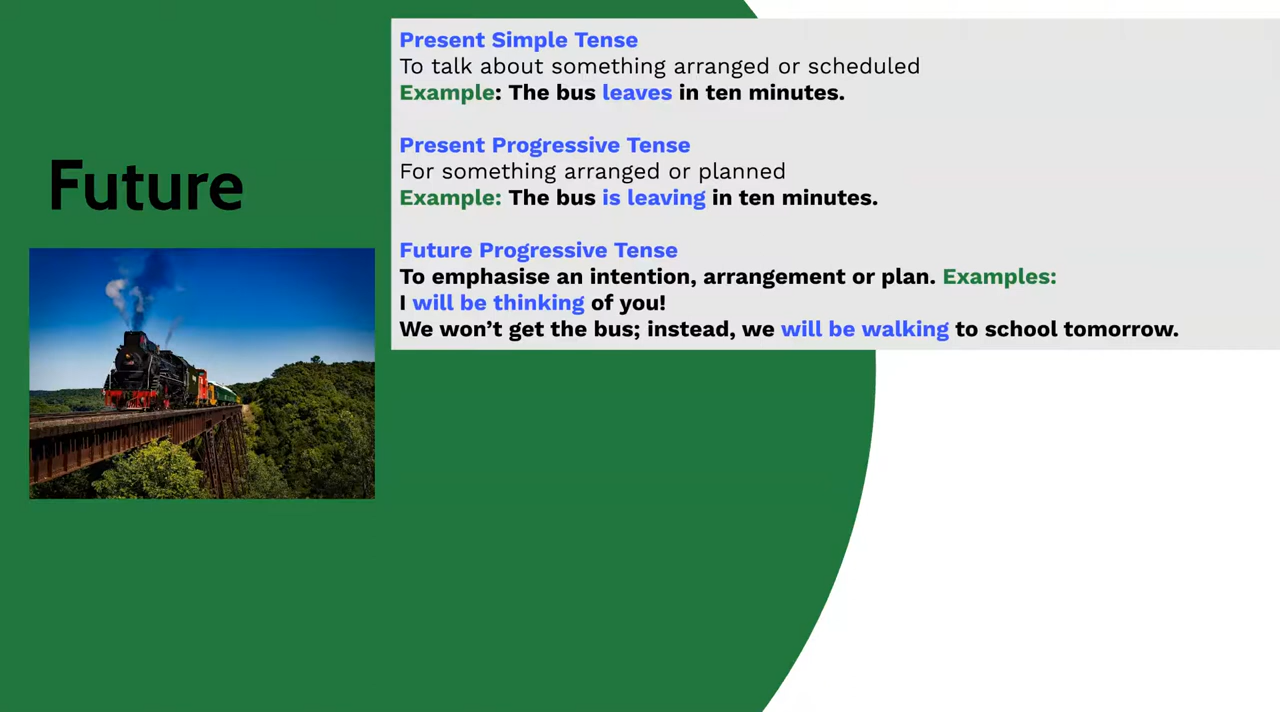 Future
Present Simple Tense
To talk about something arranged or scheduled
Example: The bus leaves in ten minutes.
Present Progressive Tense
For something arranged or planned
Example: The bus is leaving in ten minutes.
Future Progressive Tense
To emphasise an intention, arrangement or plan. Examples:
I will be thinking of you!
We won’t get the bus; instead, we will be walking to school tomorrow.